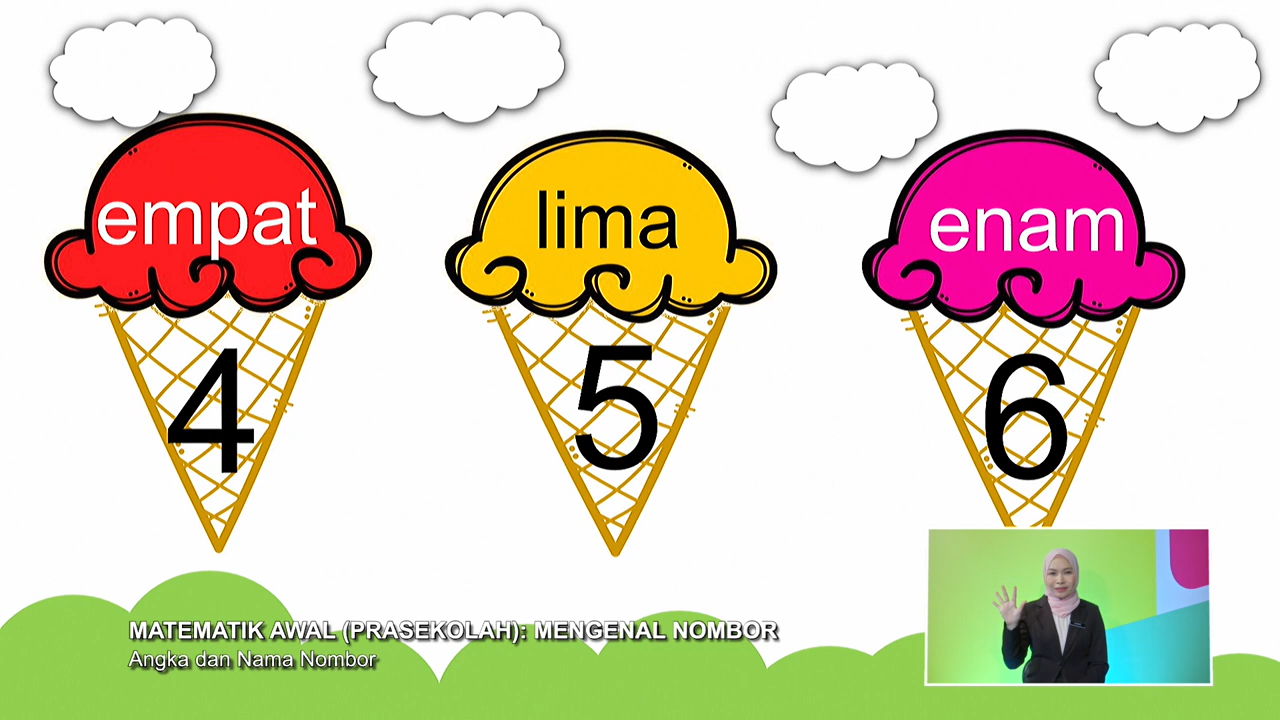 empat
lima
enam
4
5
6
MATEMATIK AWAL (PRASEKOLAH): MENGENAL NOMBOR
Angka dan Nama Nombor